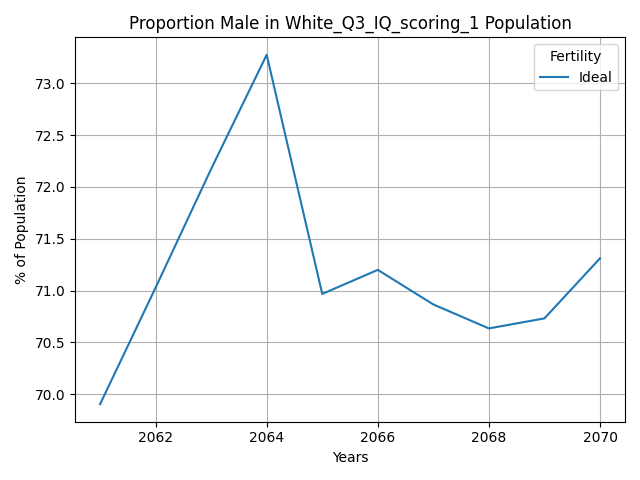 Proportion Male in White_Q3_IQ_scoring_1 Population
Fertility
Ideal
% of Population
73.0
72.5
72.0
71.5
71.0
70.5
70.0
2062 2064 2066 2068 2070
Years